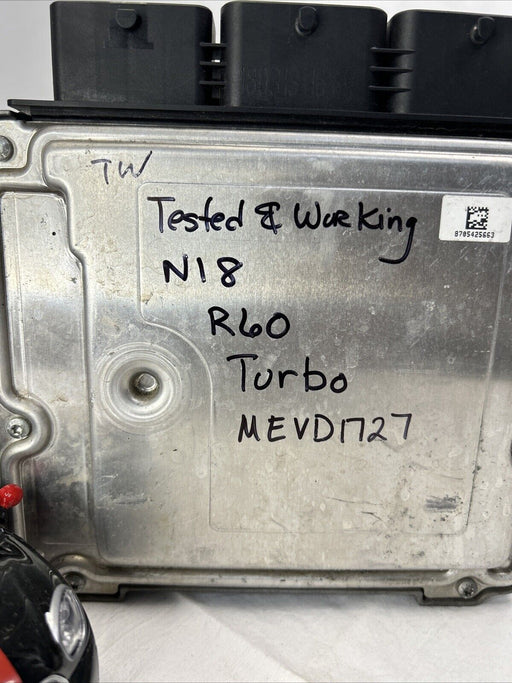 TW
Tested & Working
8705425663
N18
R60
Turbo
MEVD1727